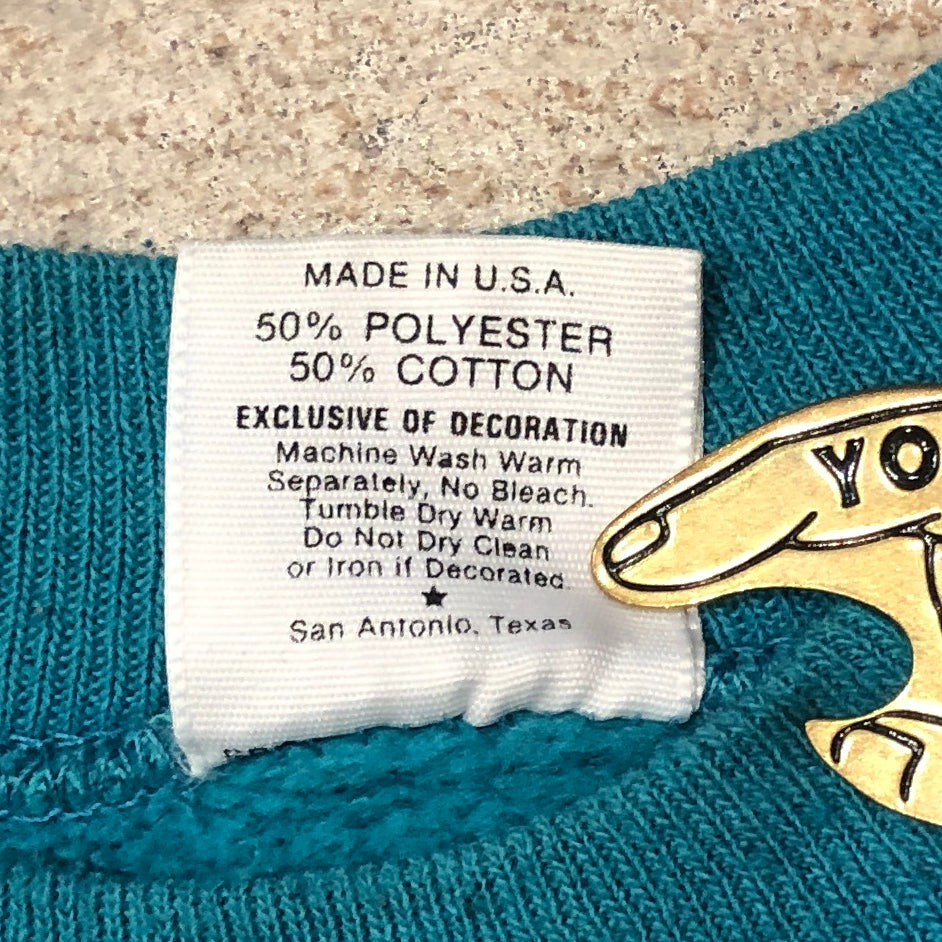 MADE IN U.S.A.
50% POLYESTER
50% COTTON
EXCLUSIVE OF DECORATION
Machine Wash Warm
Separately, No Bleach.
Tumble Dry Warm
Do Not Dry Clean
or Iron if Decorated.
San Antonio, Texas
YO